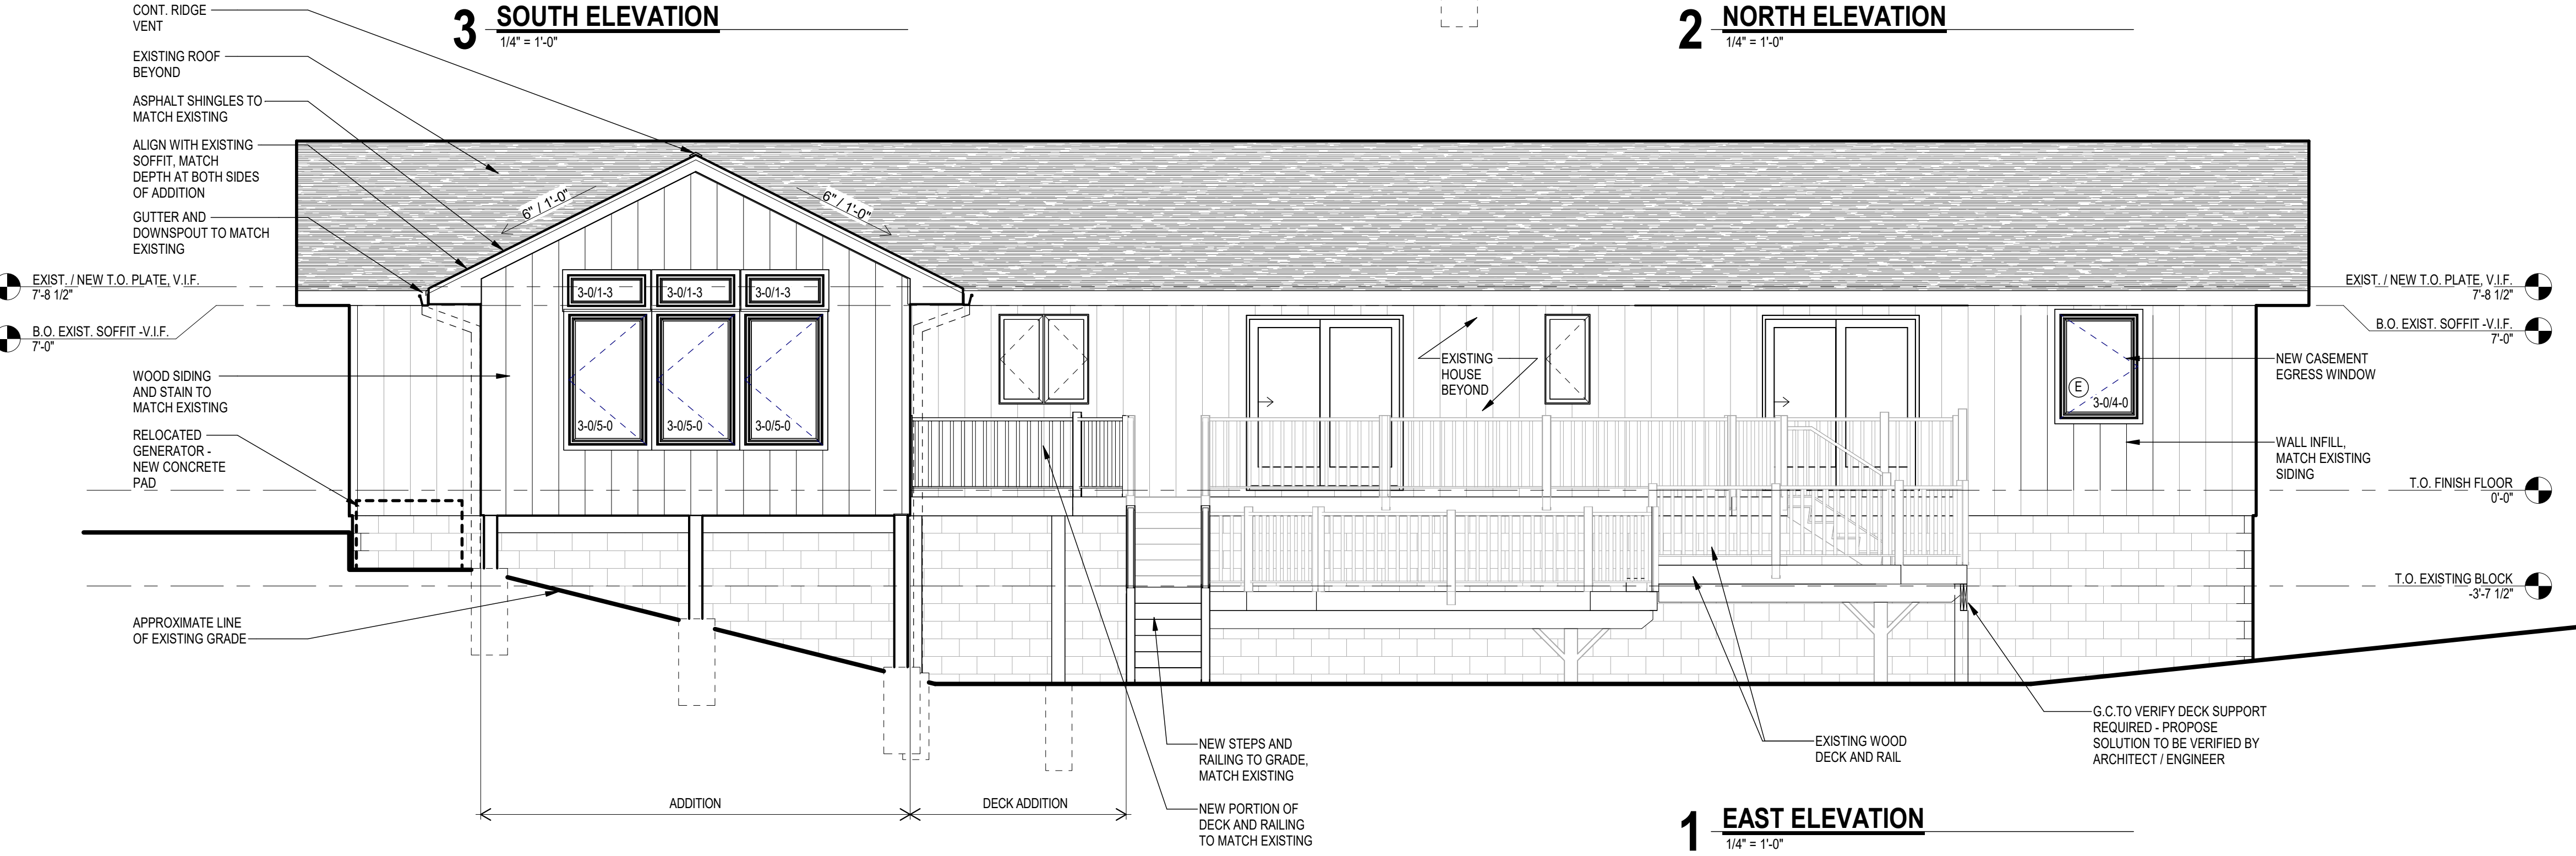 3 SOUTH ELEVATION
1/4" = 1'-0"
2 NORTH ELEVATION
1/4" = 1'-0"
CONT. RIDGE
VENT
EXISTING ROOF
BEYOND
ASPHALT SHINGLES TO
MATCH EXISTING
ALIGN WITH EXISTING
SOFFIT, MATCH
DEPTH AT BOTH SIDES
OF ADDITION
GUTTER AND
DOWNSPOUT TO MATCH
EXISTING
EXIST. / NEW T.O. PLATE, V.I.F.
7'-8 1/2"
B.O. EXIST. SOFFIT -V.I.F.
7'-0"
WOOD SIDING
AND STAIN TO
MATCH EXISTING
RELOCATED
GENERATOR -
NEW CONCRETE
PAD
APPROXIMATE LINE
OF EXISTING GRADE
6" / 1'-0"
6" / 1'-0"
3-0/1-3
3-0/1-3
3-0/1-3
3-0/5-0
3-0/5-0
3-0/5-0
EXISTING
HOUSE
BEYOND
E
3-0/4-0
EXIST. / NEW T.O. PLATE, V.I.F.
7'-8 1/2"
B.O. EXIST. SOFFIT -V.I.F.
7'-0"
NEW CASEMENT
EGRESS WINDOW
WALL INFILL,
MATCH EXISTING
SIDING
T.O. FINISH FLOOR
0'-0"
T.O. EXISTING BLOCK
-3'-7 1/2"
G.C.TO VERIFY DECK SUPPORT
REQUIRED - PROPOSE
SOLUTION TO BE VERIFIED BY
ARCHITECT / ENGINEER
EXISTING WOOD
DECK AND RAIL
NEW STEPS AND
RAILING TO GRADE,
MATCH EXISTING
NEW PORTION OF
DECK AND RAILING
TO MATCH EXISTING
ADDITION
DECK ADDITION
1 EAST ELEVATION
1/4" = 1'-0"